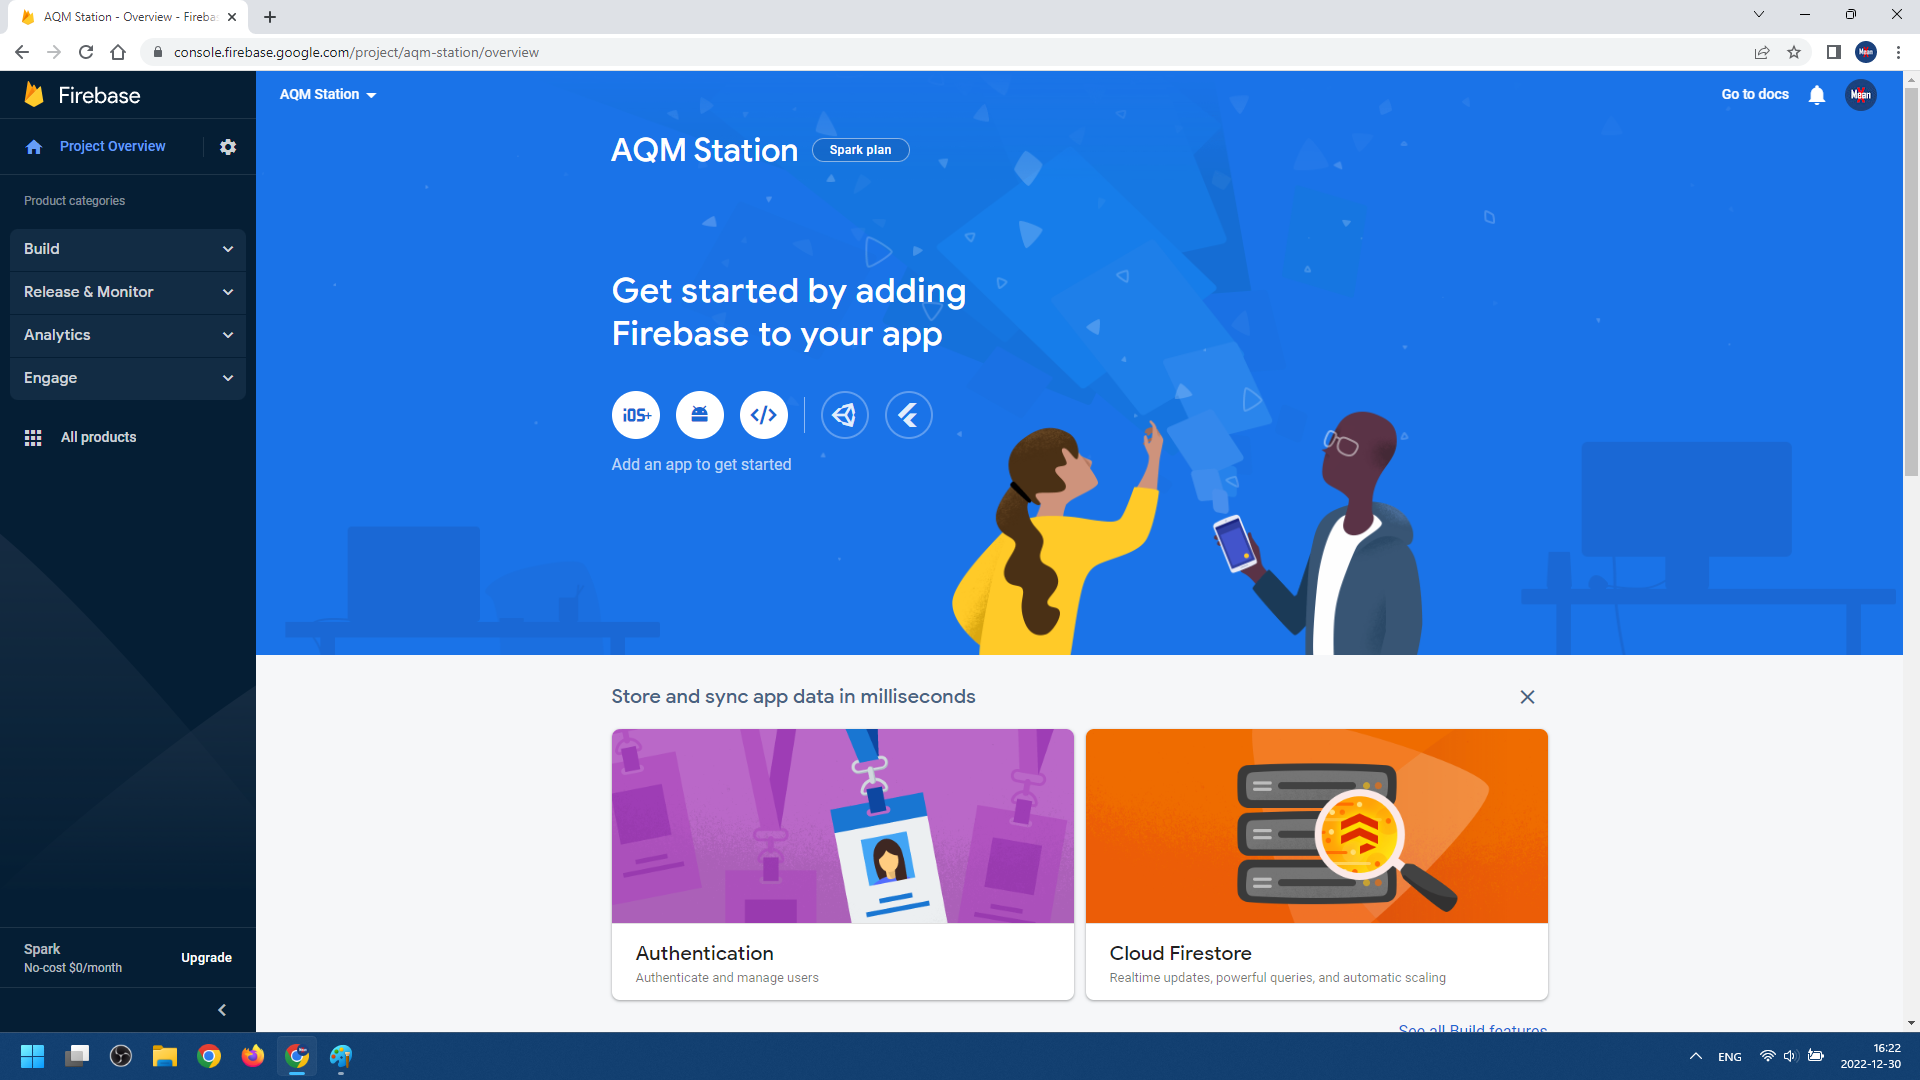 AQM Station - Overview - Fireba
console.firebase.google.com/project/aqm-station/overview
Mean
Firebase
AQM Station
Go to docs
Mean
Project Overview
AQM Station
Spark plan
Product categories
Build
Release & Monitor
Analytics
Engage
All products
Get started by adding
Firebase to your app
iOS+
Add an app to get started
Store and sync app data in milliseconds
Authentication
Authenticate and manage users
Cloud Firestore
Realtime updates, powerful queries, and automatic scaling
See all Build features
Spark
No-cost $0/month
Upgrade
ENG
16:22
2022-12-30